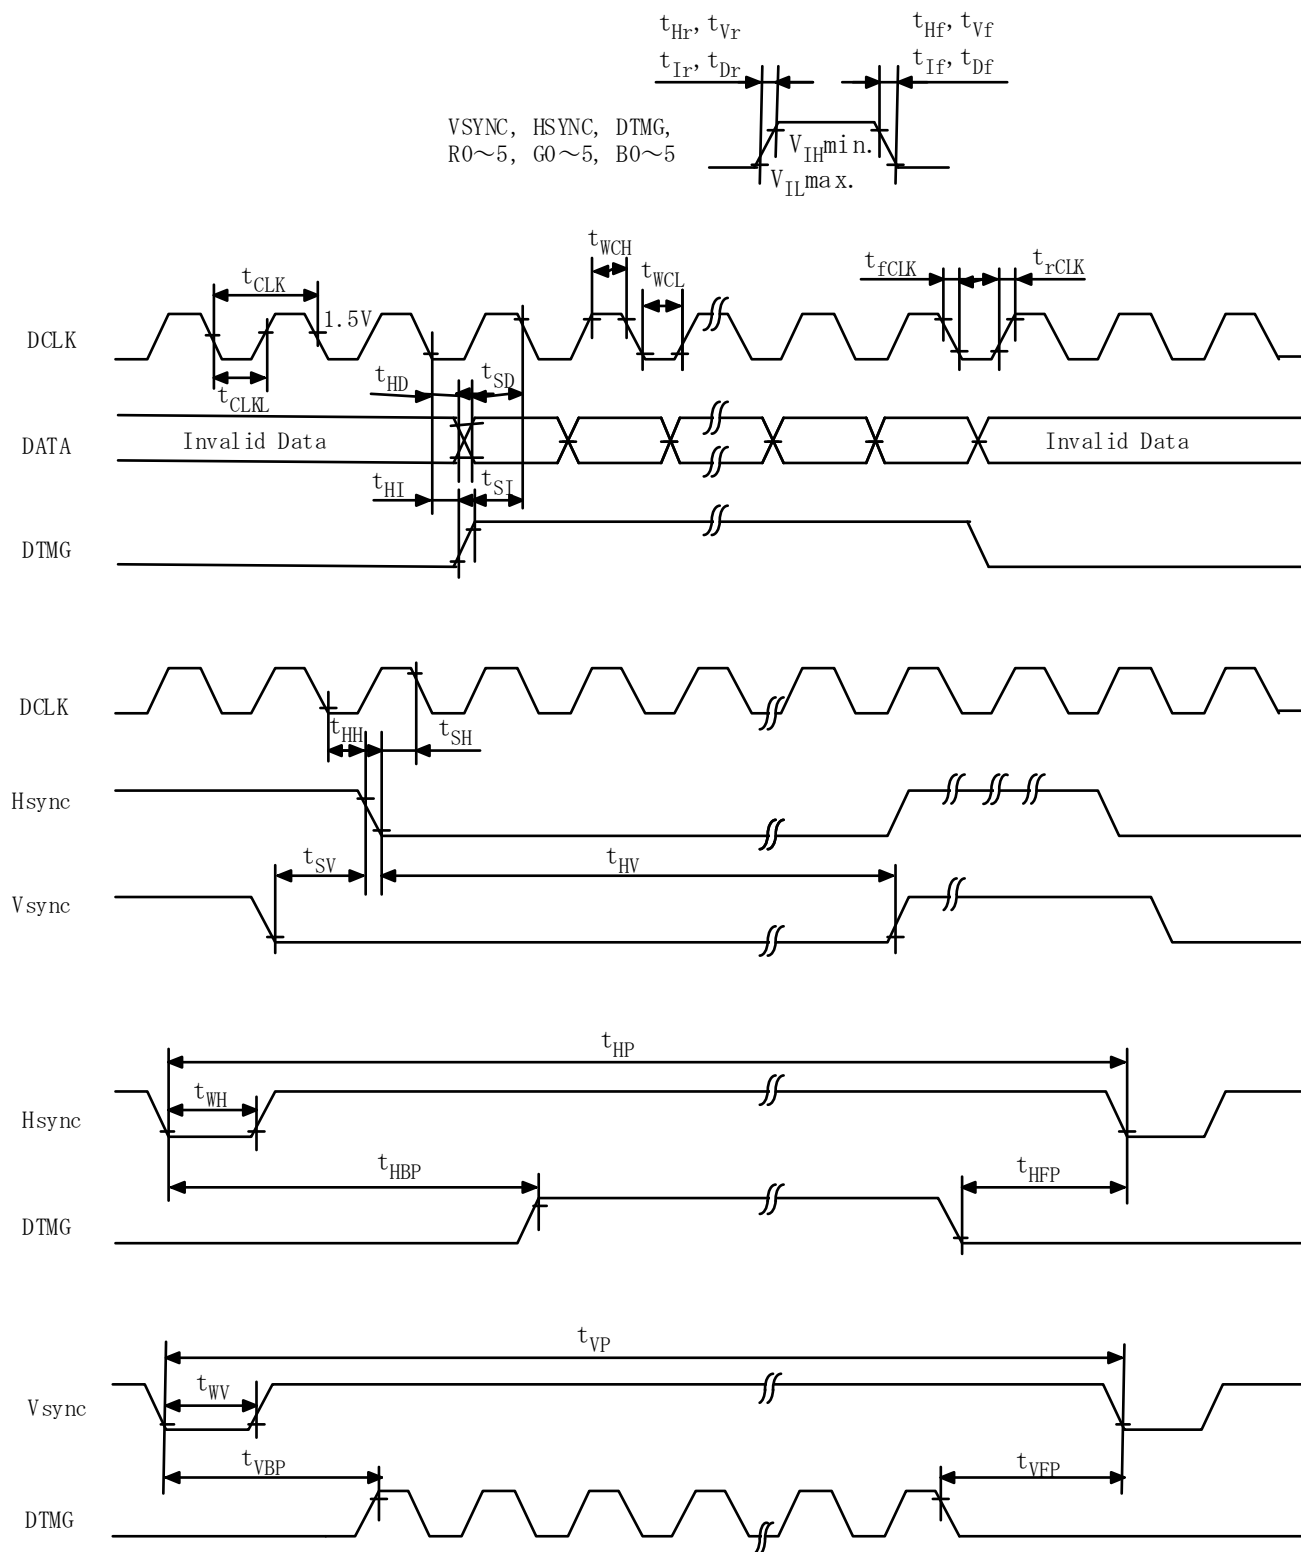 tHr, tVr
tIr, tDr
tHf, tVf
tIf, tDf
VSYNC, HSYNC, DTMG,
R0～5, G0～5, B0～5
VIHmin.
VILmax.
tWCH
tCLK
tWCL
tfCLK
trCLK
1.5V
DCLK
tHD
tSD
tCLKL
DATA
Invalid Data
Invalid Data
tHI
tSI
DTMG
DCLK
tHH
tSH
Hsync
tSV
tHV
Vsync
tHP
tWH
Hsync
tHBP
tHFP
DTMG
tVP
tWV
Vsync
tVBP
tVFP
DTMG